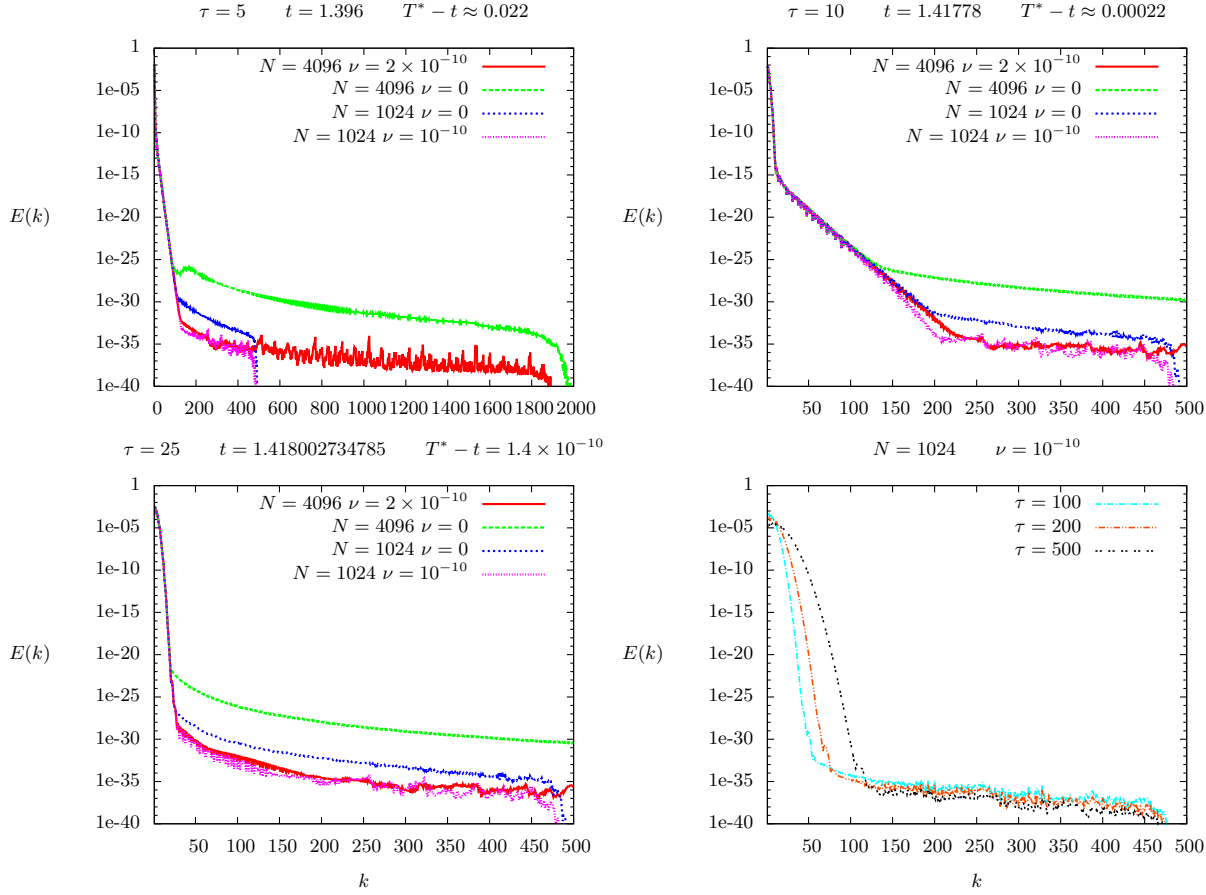 τ = 5 t = 1.396 T* − t ≈ 0.022
1
1e-05
1e-10
1e-15
1e-20
1e-25
1e-30
1e-35
1e-40
E(k)
N = 4096 ν = 2 × 10⁻¹⁰
N = 4096 ν = 0
N = 1024 ν = 0
N = 1024 ν = 10⁻¹⁰
0 200 400 600 800 1000 1200 1400 1600 1800 2000
τ = 10 t = 1.41778 T* − t ≈ 0.00022
1
1e-05
1e-10
1e-15
1e-20
1e-25
1e-30
1e-35
1e-40
E(k)
N = 4096 ν = 2 × 10⁻¹⁰
N = 4096 ν = 0
N = 1024 ν = 0
N = 1024 ν = 10⁻¹⁰
50 100 150 200 250 300 350 400 450 500
τ = 25 t = 1.418002734785 T* − t = 1.4 × 10⁻¹⁰
1
1e-05
1e-10
1e-15
1e-20
1e-25
1e-30
1e-35
1e-40
E(k)
N = 4096 ν = 2 × 10⁻¹⁰
N = 4096 ν = 0
N = 1024 ν = 0
N = 1024 ν = 10⁻¹⁰
50 100 150 200 250 300 350 400 450 500
k
N = 1024 ν = 10⁻¹⁰
1
1e-05
1e-10
1e-15
1e-20
1e-25
1e-30
1e-35
1e-40
E(k)
τ = 100
τ = 200
τ = 500
50 100 150 200 250 300 350 400 450 500
k